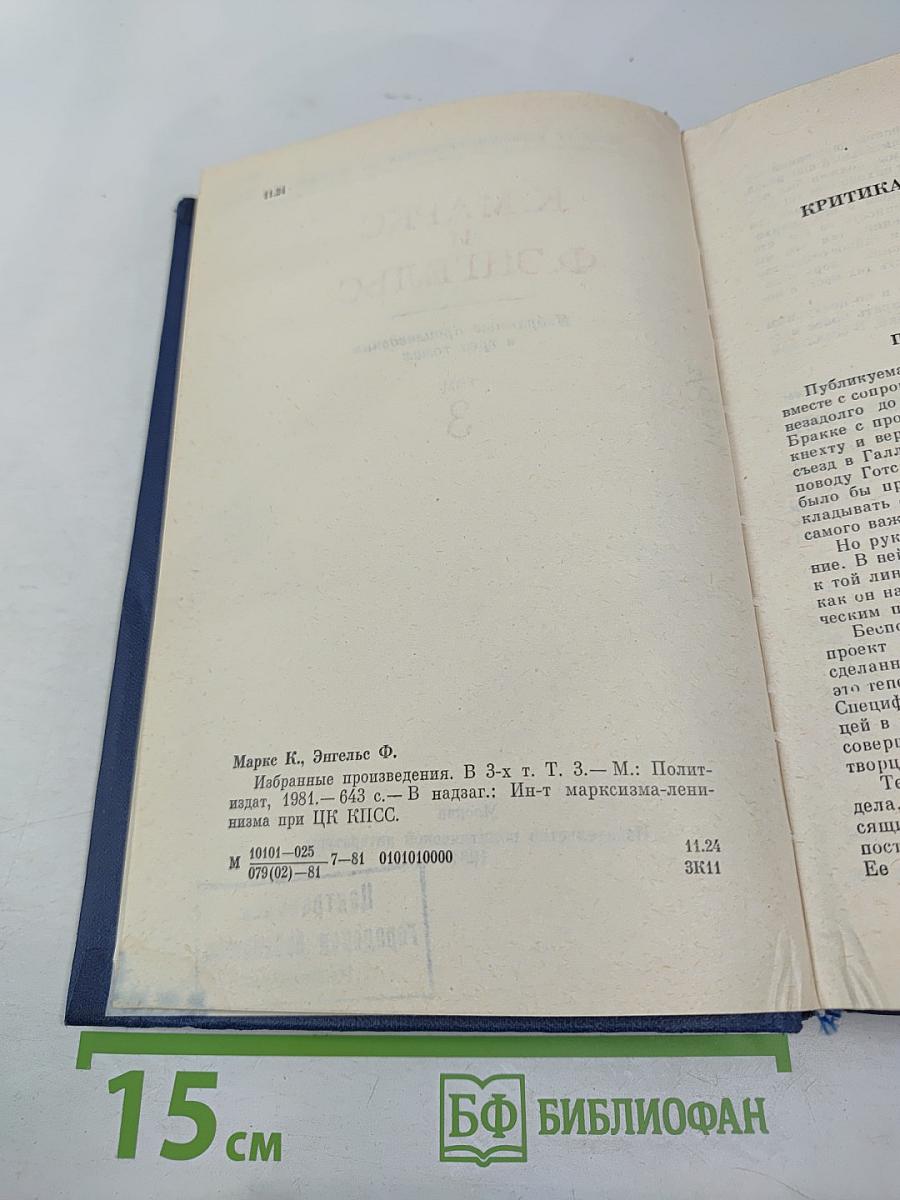 11.24
Маркс К., Энгельс Ф.
Избранные произведения. В 3-х т. Т. 3.— М.: Полит-
издат, 1981.— 643 с.— В надзаг.: Ин-т марксизма-лени-
низма при ЦК КПСС.
М 10101—025 7—81 0101010000 11.24
079(02)—81 3К11
КРИТИКА
П
Публикуема
вместе с сопро
незадолго до
Бракке с про
кнехту и вер
съезд в Галл
поводу Готс
было бы пр
кладывать
самого важ
Но рук
ние. В ней
к той лин
как он на
ческим п
Беспо
проект
сделанн
это тепе
Специф
цей в
соверш
творц
Те
дела,
сящи
пост
Ее
15 см
БФ БИБЛИОФАН